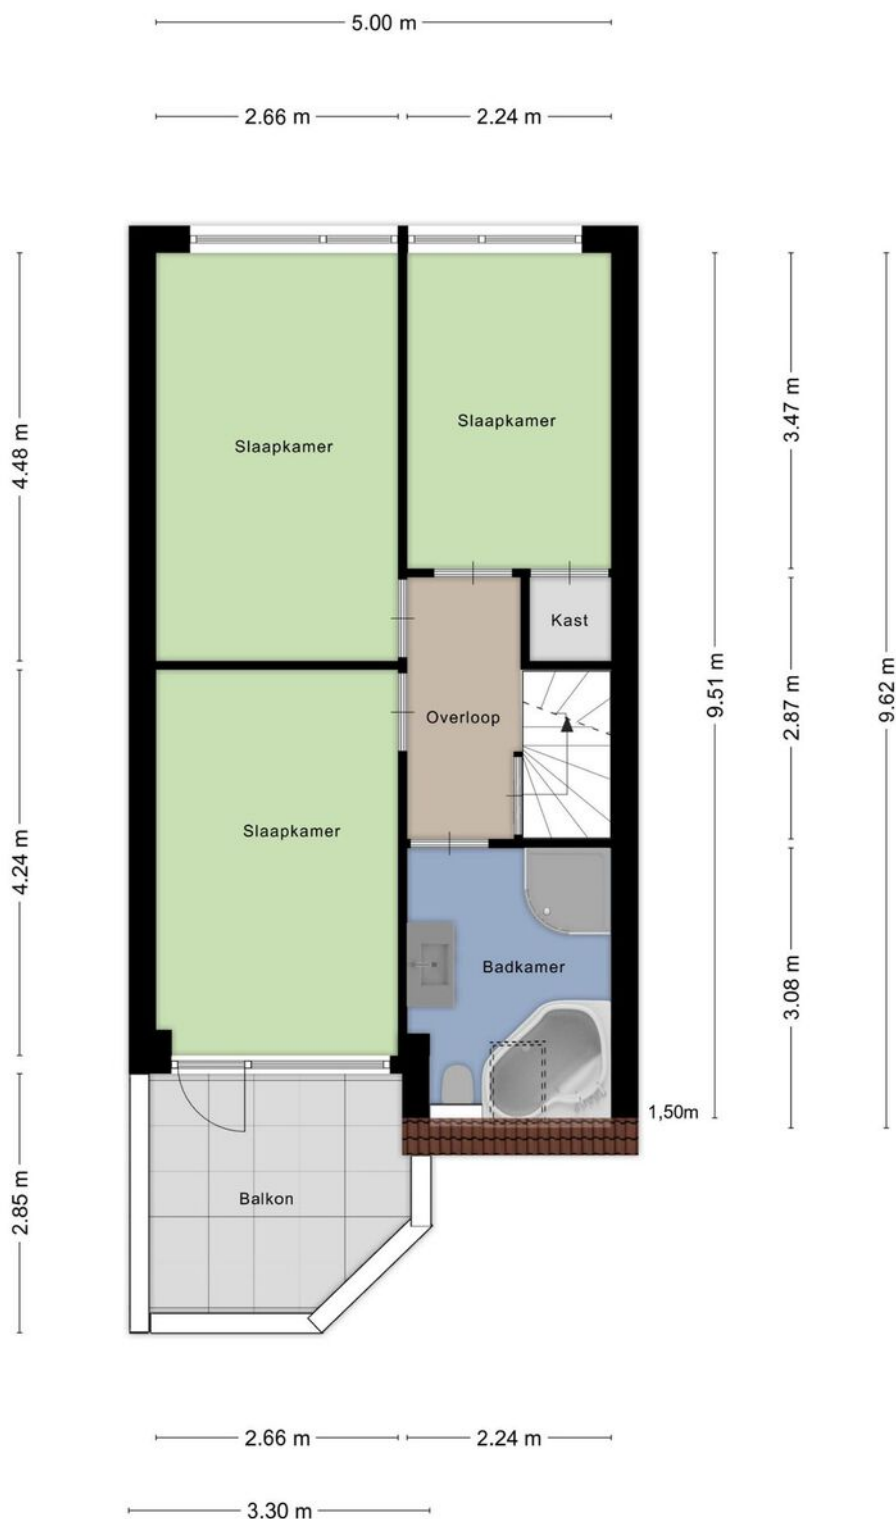 5.00 m
2.66 m
2.24 m
4.48 m
3.47 m
Slaapkamer
Slaapkamer
Kast
9.51 m
9.62 m
2.87 m
Overloop
4.24 m
Slaapkamer
Badkamer
3.08 m
1,50m
2.85 m
Balkon
2.66 m
2.24 m
3.30 m